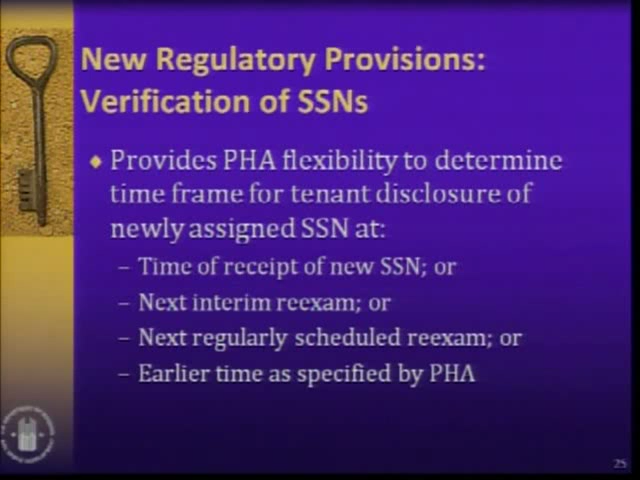 New Regulatory Provisions:
Verification of SSNs
♦ Provides PHA flexibility to determine
time frame for tenant disclosure of
newly assigned SSN at:
– Time of receipt of new SSN; or
– Next interim reexam; or
– Next regularly scheduled reexam; or
– Earlier time as specified by PHA
25